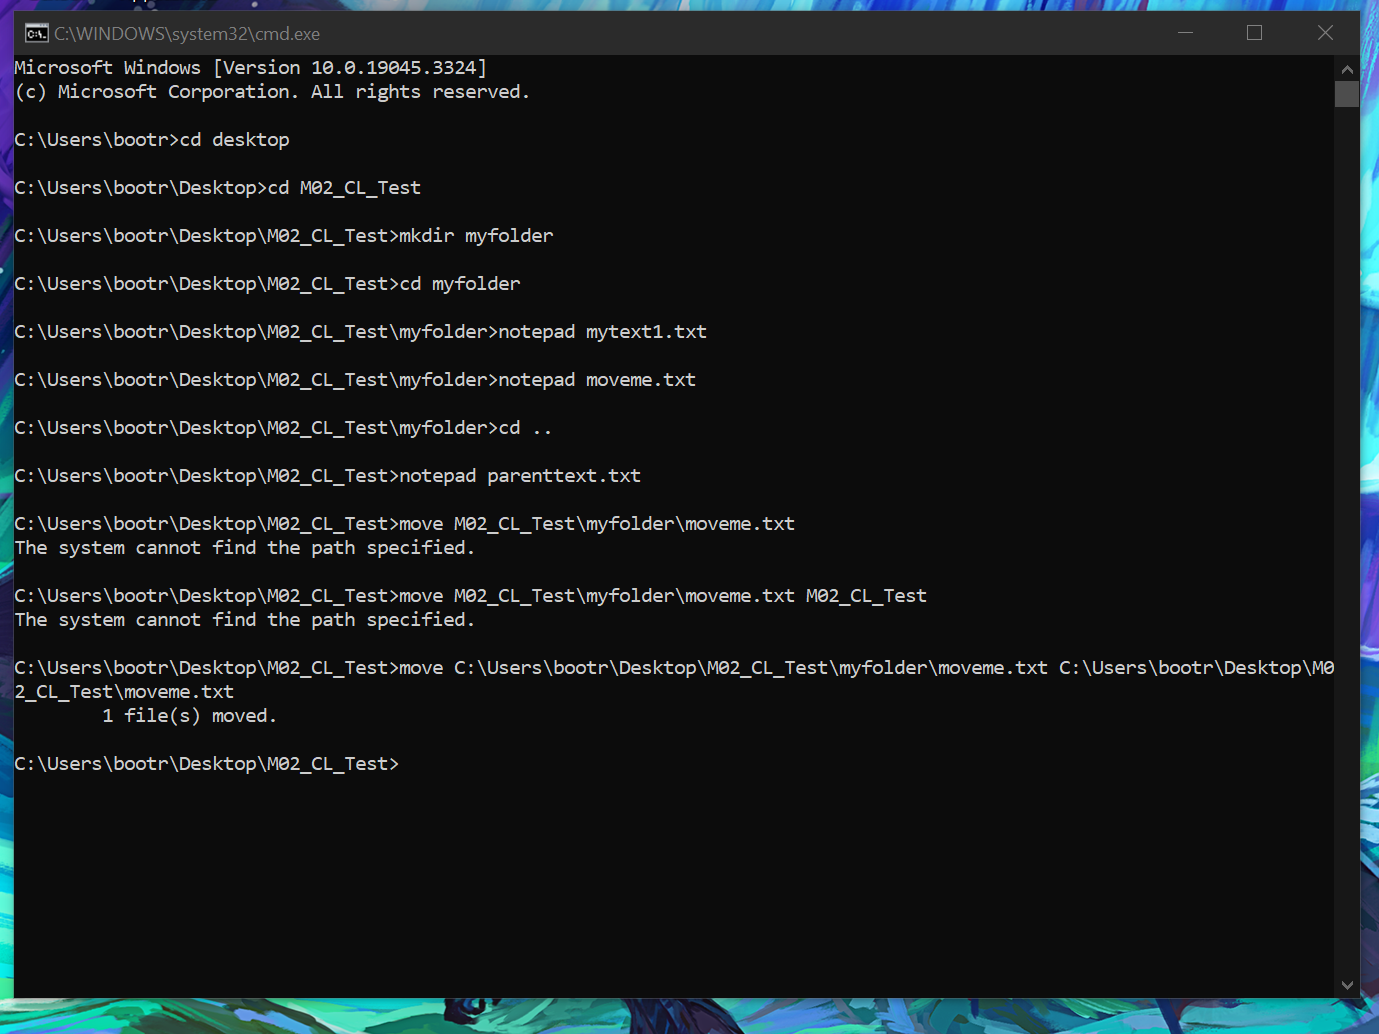 C:\WINDOWS\system32\cmd.exe
Microsoft Windows [Version 10.0.19045.3324]
(c) Microsoft Corporation. All rights reserved.
C:\Users\bootr>cd desktop
C:\Users\bootr\Desktop>cd M02_CL_Test
C:\Users\bootr\Desktop\M02_CL_Test>mkdir myfolder
C:\Users\bootr\Desktop\M02_CL_Test>cd myfolder
C:\Users\bootr\Desktop\M02_CL_Test\myfolder>notepad mytext1.txt
C:\Users\bootr\Desktop\M02_CL_Test\myfolder>notepad moveme.txt
C:\Users\bootr\Desktop\M02_CL_Test\myfolder>cd ..
C:\Users\bootr\Desktop\M02_CL_Test>notepad parenttext.txt
C:\Users\bootr\Desktop\M02_CL_Test>move M02_CL_Test\myfolder\moveme.txt
The system cannot find the path specified.
C:\Users\bootr\Desktop\M02_CL_Test>move M02_CL_Test\myfolder\moveme.txt M02_CL_Test
The system cannot find the path specified.
C:\Users\bootr\Desktop\M02_CL_Test>move C:\Users\bootr\Desktop\M02_CL_Test\myfolder\moveme.txt C:\Users\bootr\Desktop\M0
2_CL_Test\moveme.txt
1 file(s) moved.
C:\Users\bootr\Desktop\M02_CL_Test>